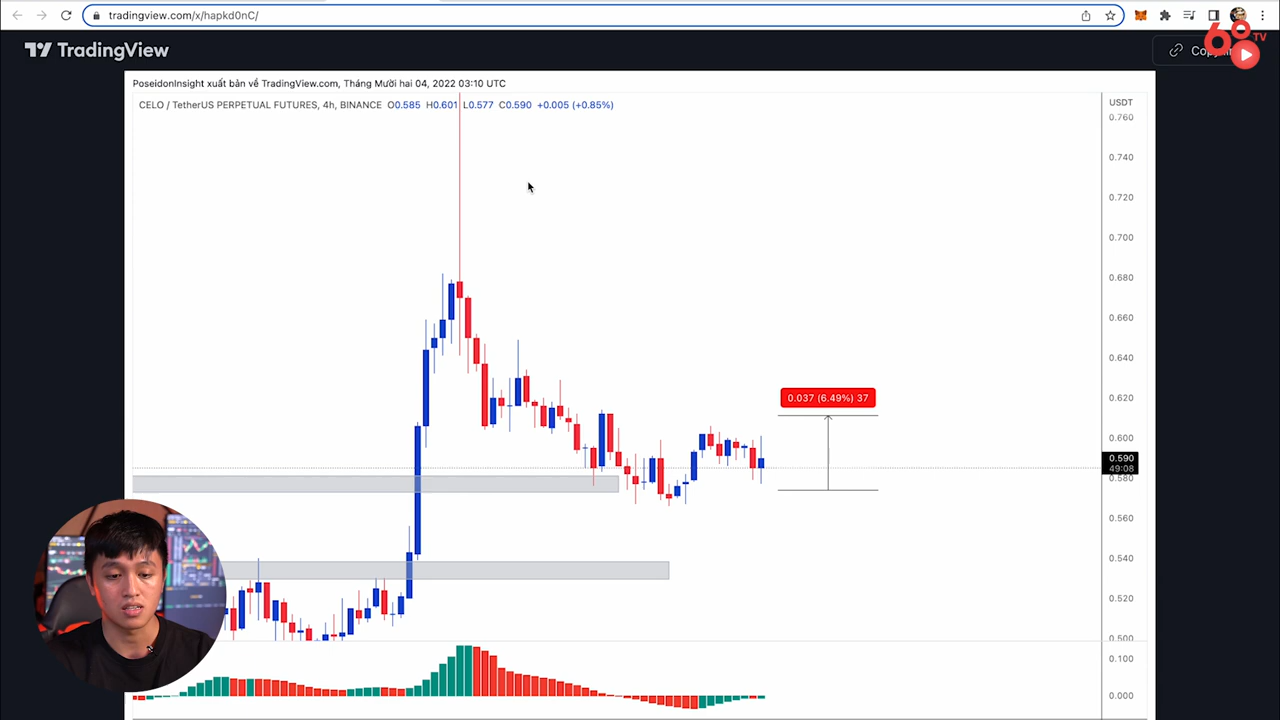 tradingview.com/x/hapkd0nC/
TradingView
68
TV
PoseidonInsight xuất bản về TradingView.com, Tháng Mười hai 04, 2022 03:10 UTC
CELO / TetherUS PERPETUAL FUTURES, 4h, BINANCE O0.585 H0.601 L0.577 C0.590 +0.005 (+0.85%)
USDT
0.760
0.740
0.720
0.700
0.680
0.660
0.640
0.037 (6.49%) 37
0.620
0.600
0.590
49:08
0.580
0.560
0.540
0.520
0.500
0.100
0.000